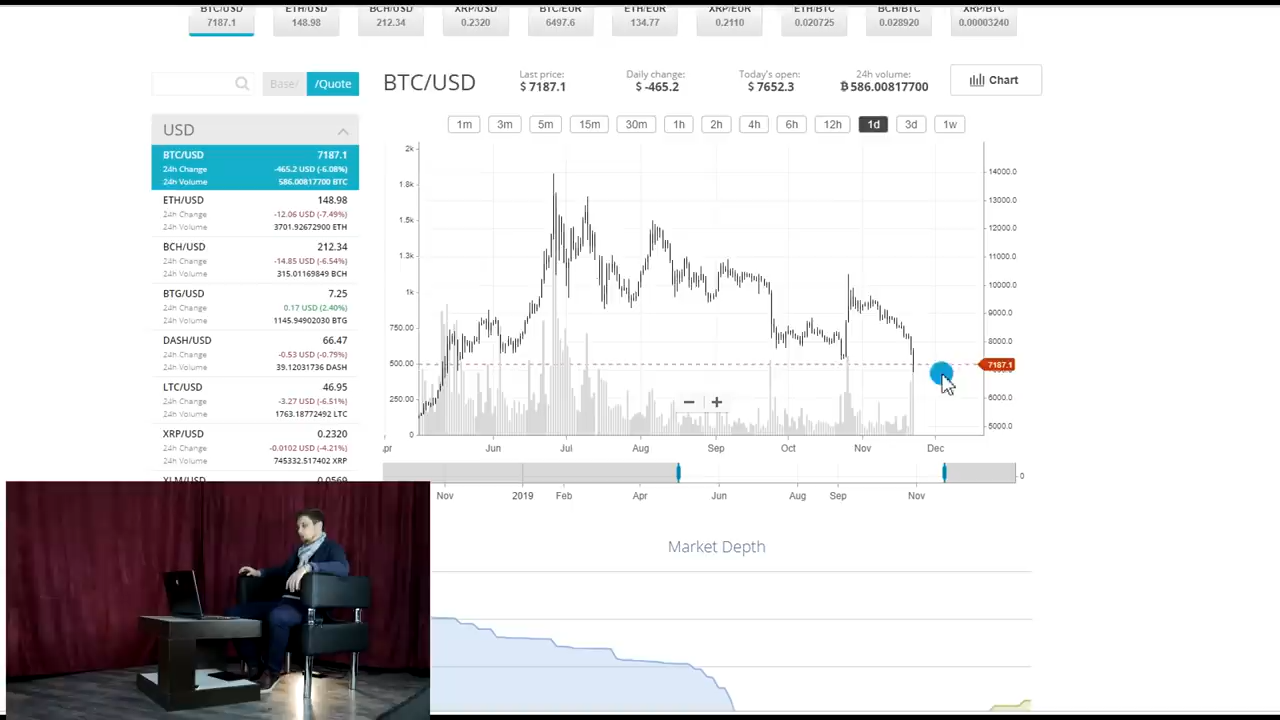 BTC/USD ETH/USD BCH/USD XRP/USD BTC/EUR ETH/EUR XRP/EUR ETH/BTC BCH/BTC XRP/BTC
7187.1 148.98 212.34 0.2320 6497.6 134.77 0.2110 0.020725 0.028920 0.00003240
Base/ /Quote
BTC/USD
Last price: Daily change: Today's open: 24h volume:
$ 7187.1 $ -465.2 $ 7652.3 ₿ 586.00817700
Chart
1m 3m 5m 15m 30m 1h 2h 4h 6h 12h 1d 3d 1w
USD
BTC/USD 7187.1
24h Change -465.2 USD (-6.08%)
24h Volume 586.00817700 BTC
ETH/USD 148.98
24h Change -12.06 USD (-7.49%)
24h Volume 3701.92672900 ETH
BCH/USD 212.34
24h Change -14.85 USD (-6.54%)
24h Volume 315.01169849 BCH
BTG/USD 7.25
24h Change 0.17 USD (2.40%)
24h Volume 1145.94902030 BTG
DASH/USD 66.47
24h Change -0.53 USD (-0.79%)
24h Volume 39.12031736 DASH
LTC/USD 46.95
24h Change -3.27 USD (-6.51%)
24h Volume 1763.18772492 LTC
XRP/USD 0.2320
24h Change -0.0102 USD (-4.21%)
24h Volume 745332.517402 XRP
XLM/USD 0.0569
2k
1.8k
1.5k
1.3k
1k
750.00
500.00
250.00
0
14000.0
13000.0
12000.0
11000.0
10000.0
9000.0
8000.0
7187.1
6000.0
5000.0
pr Jun Jul Aug Sep Oct Nov Dec
0
Nov 2019 Feb Apr Jun Aug Sep Nov
Market Depth